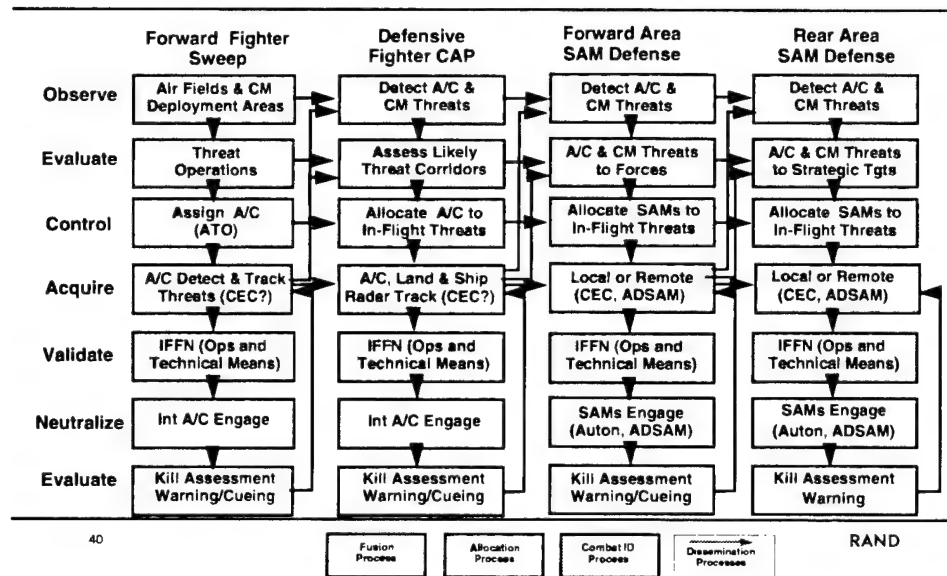 Forward Fighter
Sweep
Defensive
Fighter CAP
Forward Area
SAM Defense
Rear Area
SAM Defense
Observe
Air Fields & CM
Deployment Areas
Detect A/C &
CM Threats
Detect A/C &
CM Threats
Detect A/C &
CM Threats
Evaluate
Threat
Operations
Assess Likely
Threat Corridors
A/C & CM Threats
to Forces
A/C & CM Threats
to Strategic Tgts
Control
Assign A/C
(ATO)
Allocate A/C to
In-Flight Threats
Allocate SAMs to
In-Flight Threats
Allocate SAMs to
In-Flight Threats
Acquire
A/C Detect & Track
Threats (CEC?)
A/C, Land & Ship
Radar Track (CEC?)
Local or Remote
(CEC, ADSAM)
Local or Remote
(CEC, ADSAM)
Validate
IFFN (Ops and
Technical Means)
IFFN (Ops and
Technical Means)
IFFN (Ops and
Technical Means)
IFFN (Ops and
Technical Means)
Neutralize
Int A/C Engage
Int A/C Engage
SAMs Engage
(Auton, ADSAM)
SAMs Engage
(Auton, ADSAM)
Evaluate
Kill Assessment
Warning/Cueing
Kill Assessment
Warning/Cueing
Kill Assessment
Warning/Cueing
Kill Assessment
Warning
40
Fusion
Process
Allocation
Process
Combat ID
Process
Dissemination
Processes
RAND